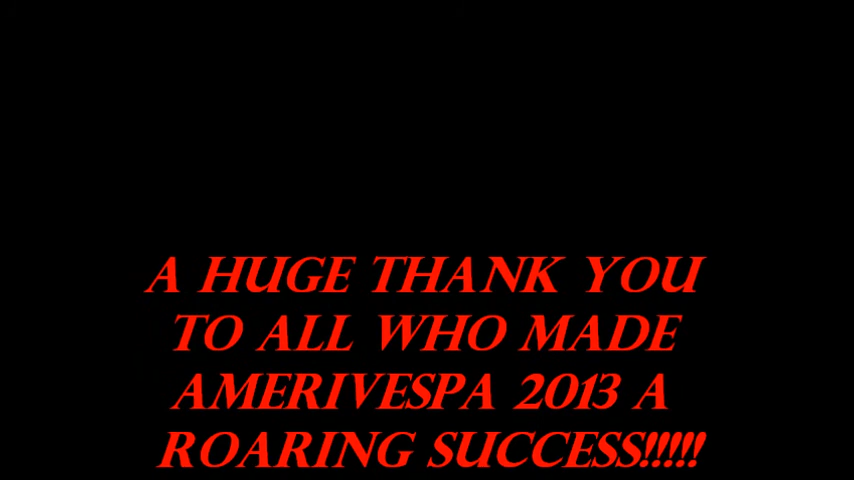 A HUGE THANK YOU
TO ALL WHO MADE
AMERIVESPA 2013 A
ROARING SUCCESS!!!!!